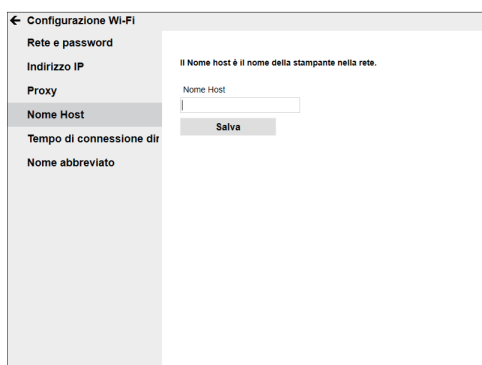 Configurazione Wi-Fi
Rete e password
Indirizzo IP
Proxy
Nome Host
Tempo di connessione dir
Nome abbreviato
Il Nome host è il nome della stampante nella rete.
Nome Host
Salva